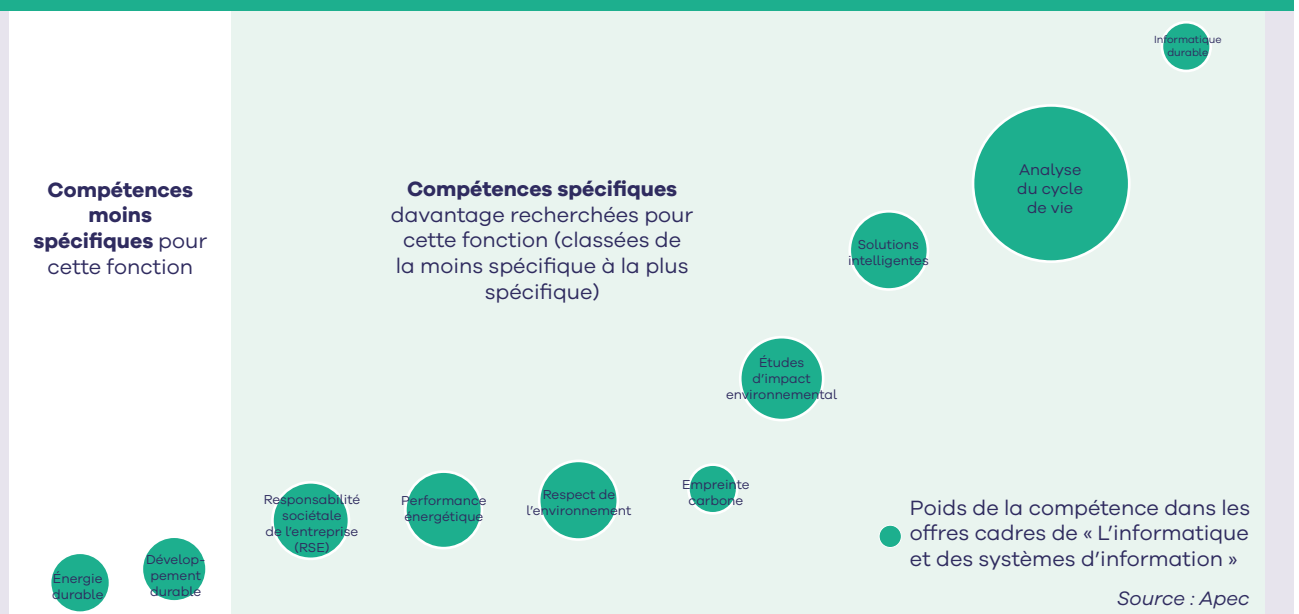 Informatique
durable
Analyse
du cycle
de vie
Compétences
moins
spécifiques pour
cette fonction
Compétences spécifiques
davantage recherchées pour
cette fonction (classées de
la moins spécifique à la plus
spécifique)
Solutions
intelligentes
Études
d’impact
environnemental
Empreinte
carbone
Respect de
l’environnement
Performance
énergétique
Responsabilité
sociétale
de l’entreprise
(RSE)
Dévelop-
pement
durable
Énergie
durable
Poids de la compétence dans les
offres cadres de « L’informatique
et des systèmes d’information »
Source : Apec